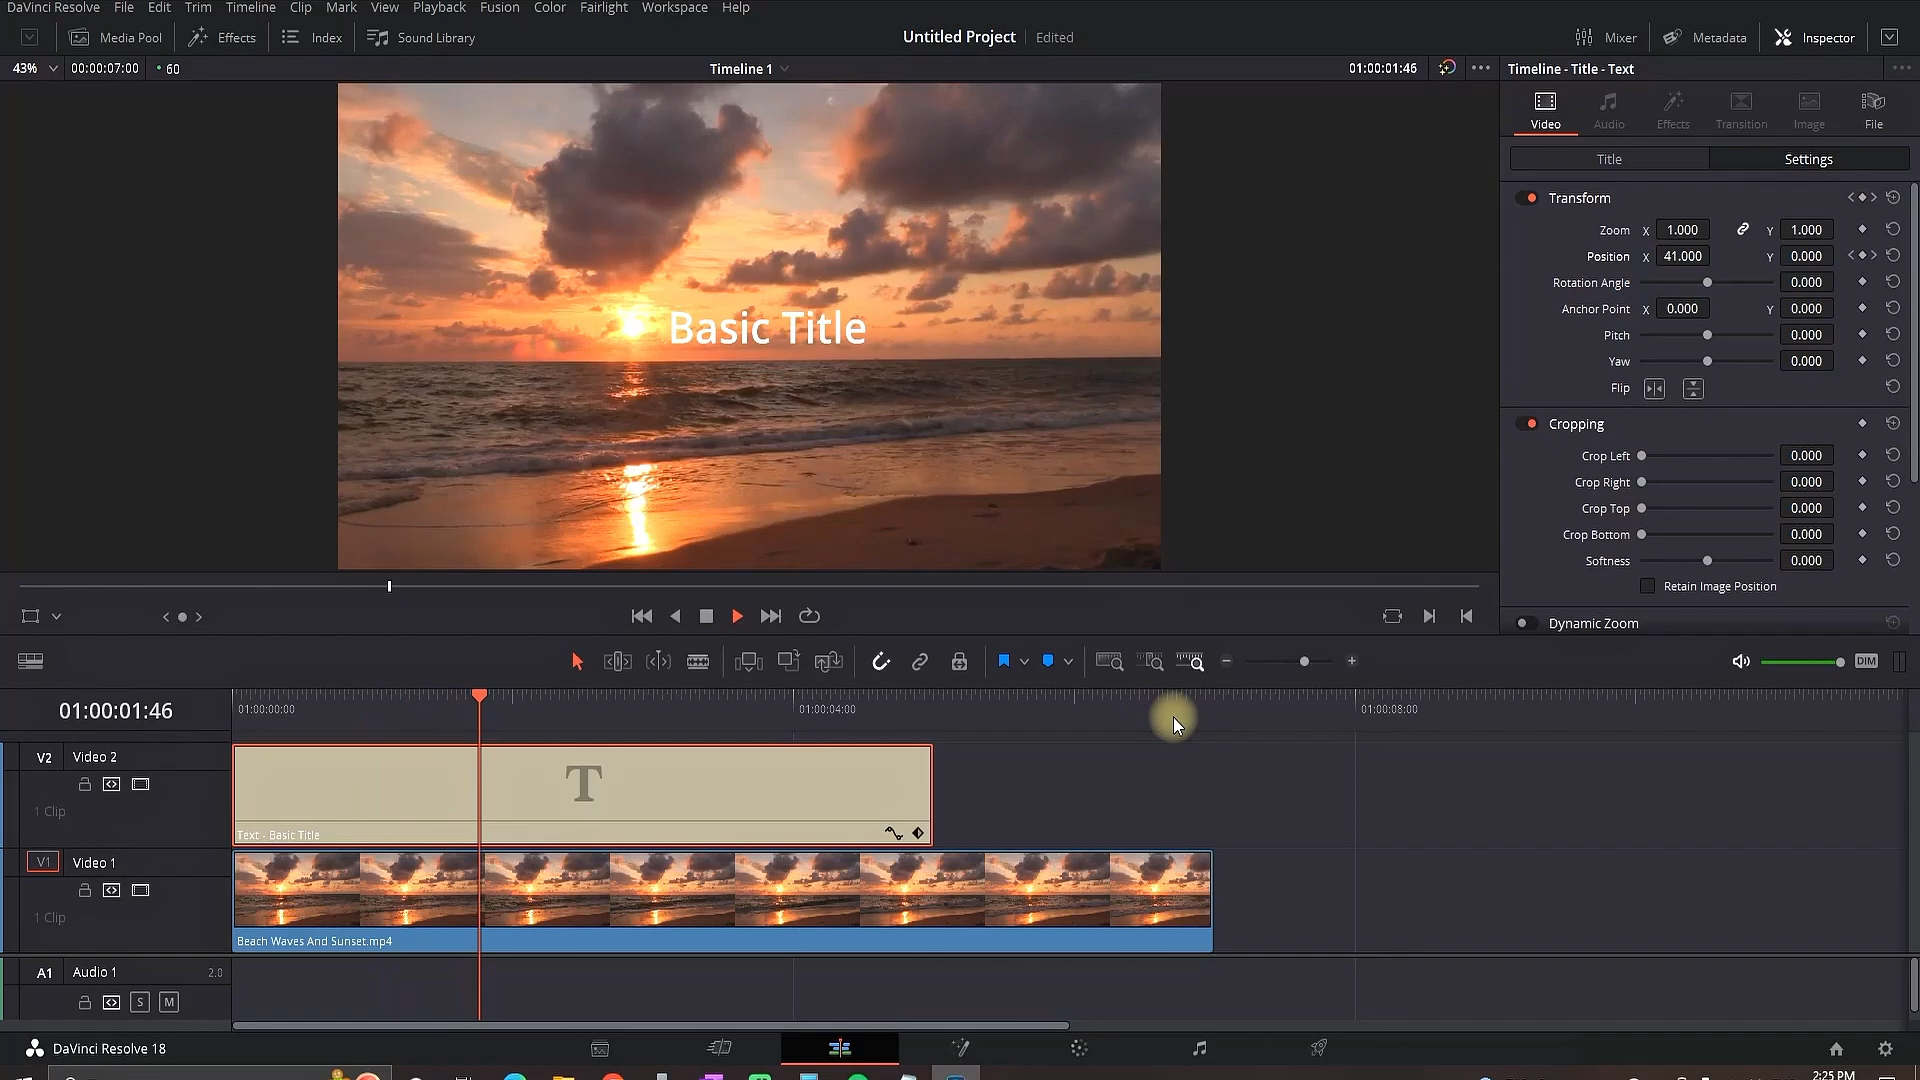 DaVinci Resolve File Edit Trim Timeline Clip Mark View Playback Fusion Color Fairlight Workspace Help
Media Pool Effects Index Sound Library Untitled Project Edited Mixer Metadata Inspector
43% 00:00:07:00 60 Timeline 1 01:00:01:46 Timeline - Title - Text
Video Audio Effects Transition Image File
Title Settings
Transform
Zoom X 1.000 Y 1.000
Position X 41.000 Y 0.000
Rotation Angle 0.000
Anchor Point X 0.000 Y 0.000
Pitch 0.000
Yaw 0.000
Flip
Cropping
Crop Left 0.000
Crop Right 0.000
Crop Top 0.000
Crop Bottom 0.000
Softness 0.000
Retain Image Position
Dynamic Zoom
Basic Title
DIM
01:00:01:46 01:00:00:00 01:00:04:00 01:00:08:00
V2 Video 2
1 Clip
T
Text - Basic Title
V1 Video 1
1 Clip
Beach Waves And Sunset.mp4
A1 Audio 1 2.0
S M
DaVinci Resolve 18
2:25 PM